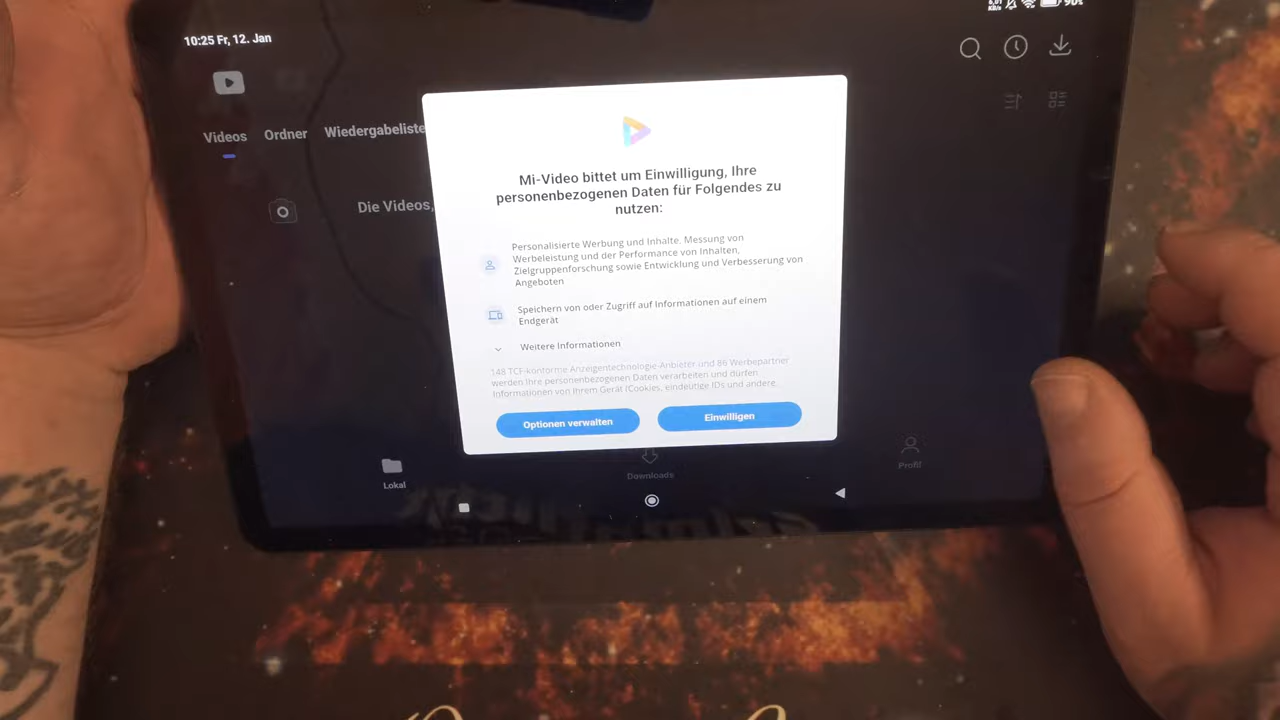 10:25 Fr, 12. Jan
Videos Ordner Wiedergabeliste
Die Videos,
Mi-Video bittet um Einwilligung, Ihre
personenbezogenen Daten für Folgendes zu
nutzen:
Personalisierte Werbung und Inhalte, Messung von
Werbeleistung und der Performance von Inhalten,
Zielgruppenforschung sowie Entwicklung und Verbesserung von
Angeboten
Speichern von oder Zugriff auf Informationen auf einem
Endgerät
Weitere Informationen
148 TCF-konforme Anzeigentechnologie-Anbieter und 86 Werbepartner
werden Ihre personenbezogenen Daten verarbeiten und dürfen
Informationen von Ihrem Gerät (Cookies, eindeutige IDs und andere
Optionen verwalten Einwilligen
Lokal Downloads Profil